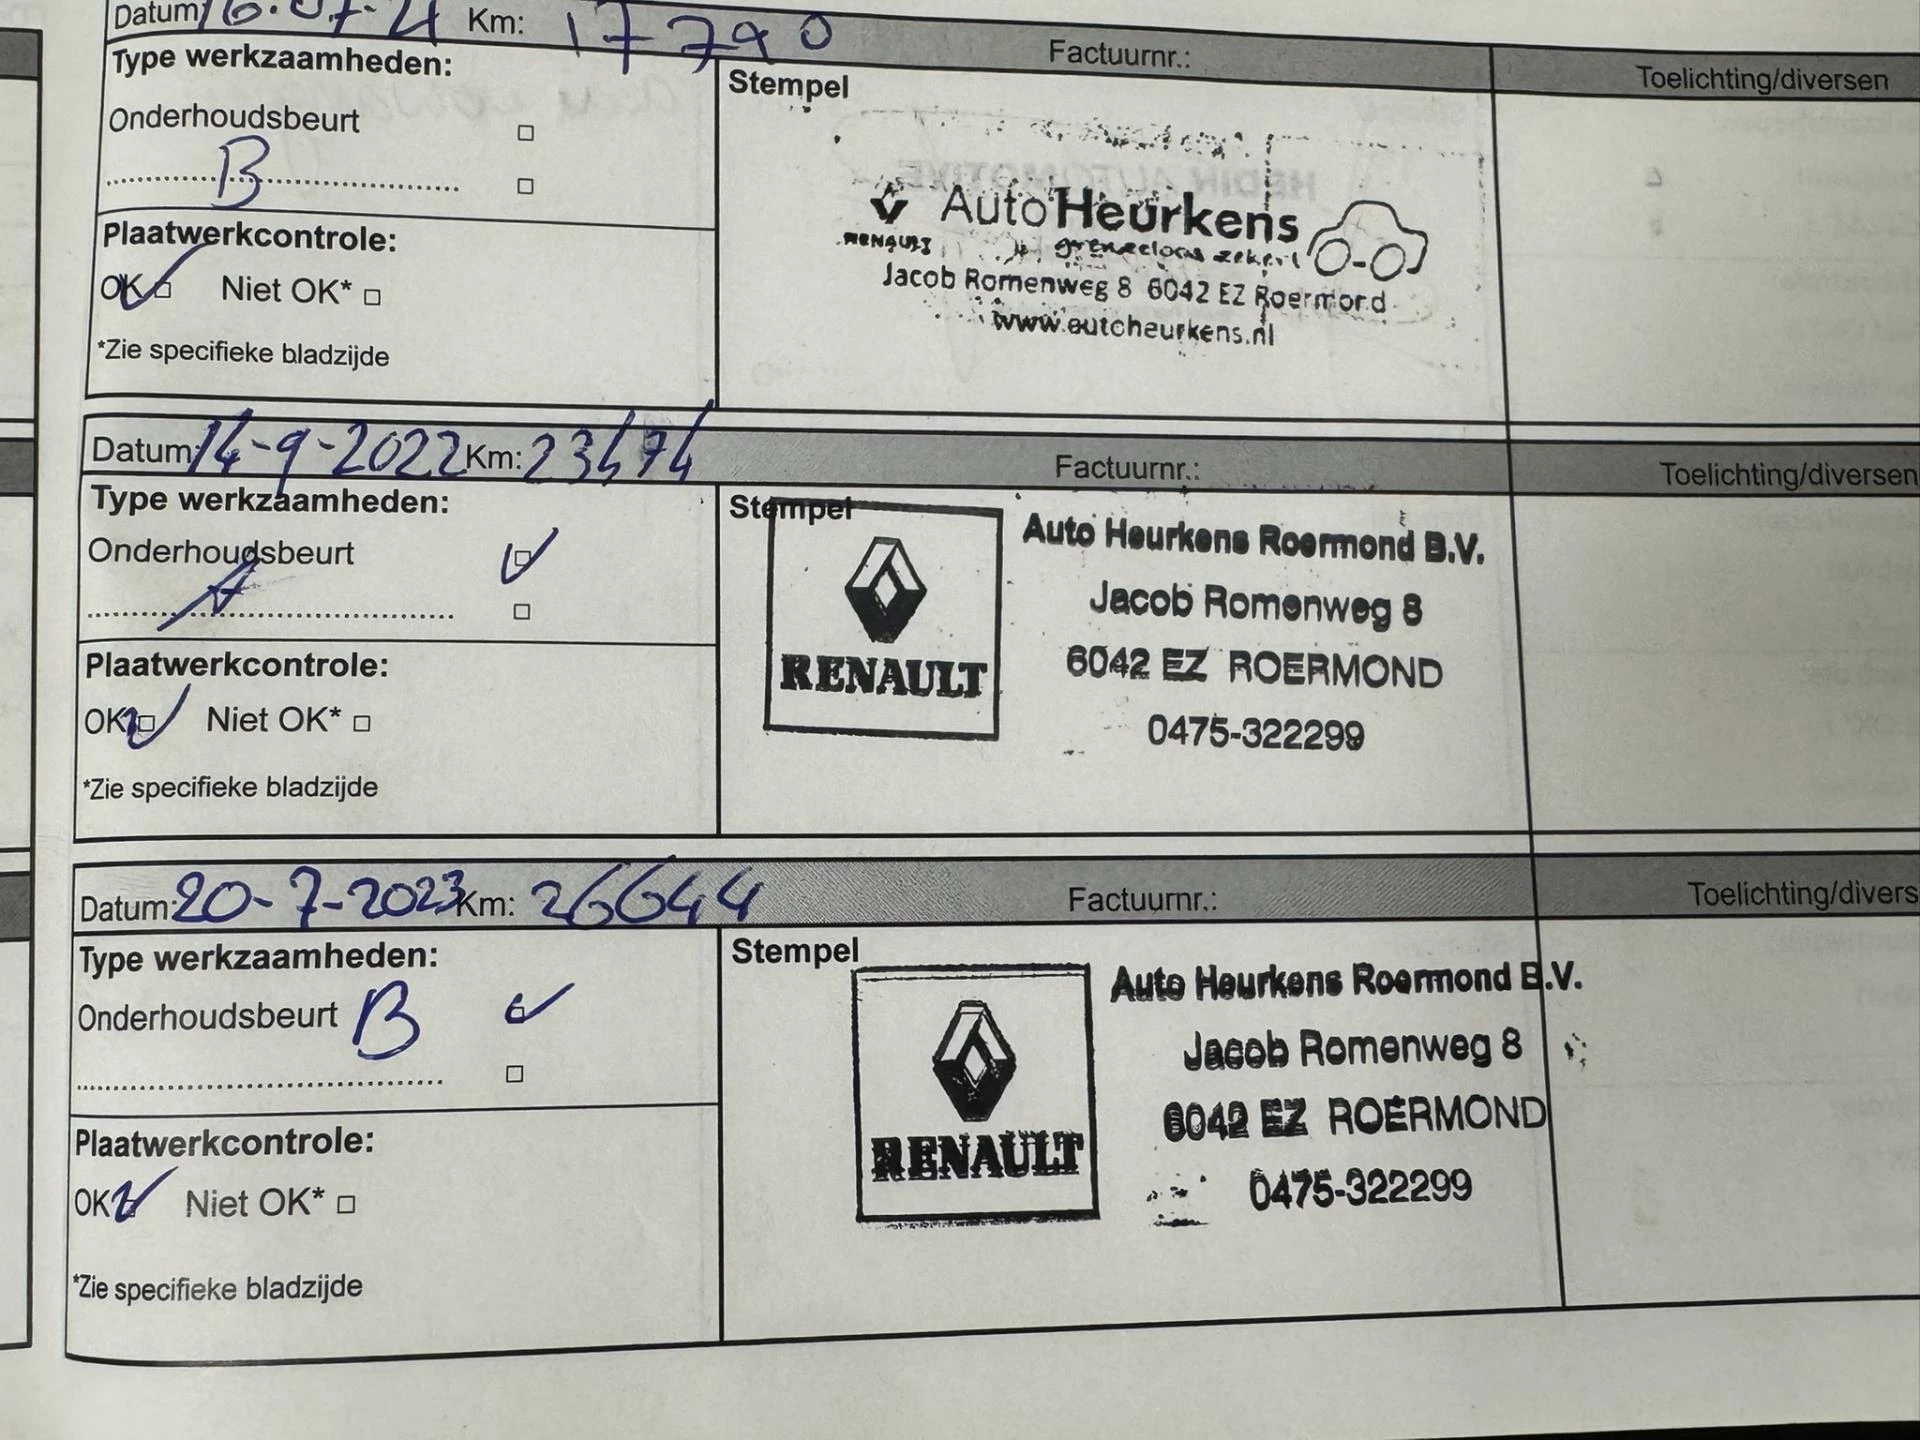 Datum 16.07.21 Km: 17790 Factuurnr.: Toelichting/diversen
Type werkzaamheden:
Stempel
Onderhoudsbeurt
B
Plaatwerkcontrole:
OK Niet OK*
*Zie specifieke bladzijde
HEDIN AUTOMOTIVE
Auto Heurkens
RENAULT grenzeloos zeker!
Jacob Romenweg 8 6042 EZ Roermond
www.autoheurkens.nl
Datum: 14-9-2022 Km: 23474 Factuurnr.: Toelichting/diversen
Type werkzaamheden:
Stempel
Onderhoudsbeurt
A
Plaatwerkcontrole:
OK Niet OK*
*Zie specifieke bladzijde
RENAULT
Auto Heurkens Roermond B.V.
Jacob Romenweg 8
6042 EZ ROERMOND
0475-322299
Datum: 20-7-2023 Km: 26644 Factuurnr.: Toelichting/divers
Type werkzaamheden:
Stempel
Onderhoudsbeurt B
Plaatwerkcontrole:
OK Niet OK*
*Zie specifieke bladzijde
RENAULT
Auto Heurkens Roermond B.V.
Jacob Romenweg 8
6042 EZ ROERMOND
0475-322299